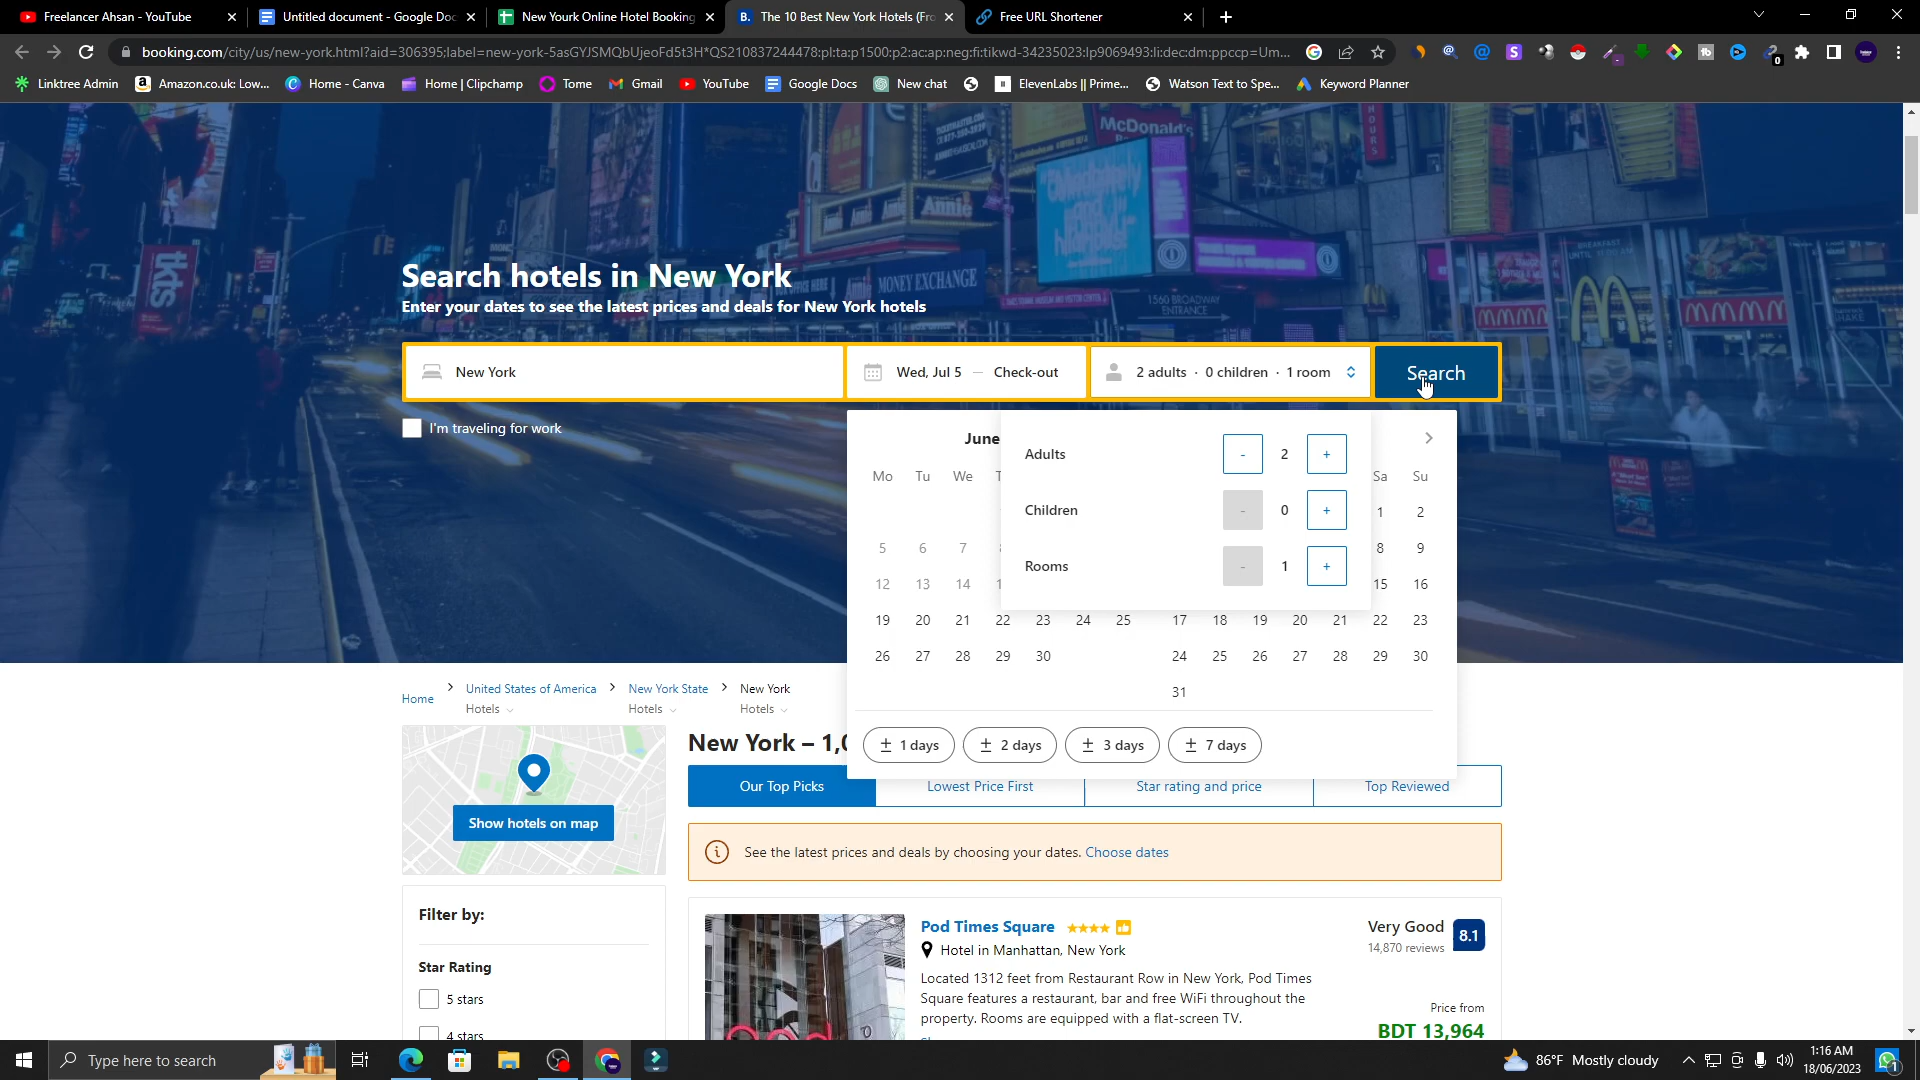 Freelancer Ahsan - YouTube
Untitled document - Google Doc
New Yourk Online Hotel Booking
B. The 10 Best New York Hotels (Fro
Free URL Shortener
booking.com/city/us/new-york.html?aid=306395;label=new-york-5asGYJSMQbUjeoFd5t3H*QS210837244478:pl:ta:p1500:p2:ac:ap:neg:fi:tikwd-34235023:lp9069493:li:dec:dm:ppccp=Um...
Linktree Admin
Amazon.co.uk: Low...
Home - Canva
Home | Clipchamp
Tome
Gmail
YouTube
Google Docs
New chat
ElevenLabs || Prime...
Watson Text to Spe...
Keyword Planner
McDonald's
tkts
Annie
MONEY EXCHANGE
1560 BROADWAY
ENTRANCE
Search hotels in New York
Enter your dates to see the latest prices and deals for New York hotels
New York
Wed, Jul 5 — Check-out
2 adults · 0 children · 1 room
Search
I'm traveling for work
June
Mo Tu We
Sa Su
Adults - 2 +
Children - 0 +
Rooms - 1 +
1 2
5 6 7
8 9
12 13 14
15 16
19 20 21 22 23 24 25
17 18 19 20 21 22 23
26 27 28 29 30
24 25 26 27 28 29 30
31
± 1 days
± 2 days
± 3 days
± 7 days
Home
United States of America
Hotels
New York State
Hotels
New York
Hotels
New York – 1,0
Show hotels on map
Our Top Picks
Lowest Price First
Star rating and price
Top Reviewed
See the latest prices and deals by choosing your dates. Choose dates
Filter by:
Star Rating
5 stars
4 stars
Pod Times Square
Hotel in Manhattan, New York
Located 1312 feet from Restaurant Row in New York, Pod Times
Square features a restaurant, bar and free WiFi throughout the
property. Rooms are equipped with a flat-screen TV.
Very Good 8.1
14,870 reviews
Price from
BDT 13,964
Type here to search
86°F Mostly cloudy
1:16 AM
18/06/2023